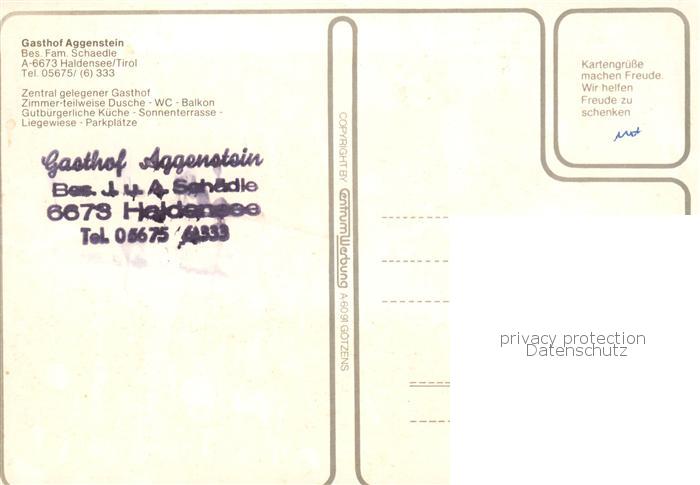 Gasthof Aggenstein
Bes. Fam. Schaedle
A-6673 Haldensee/Tirol
Tel. 05675/ (6) 333
Zentral gelegener Gasthof
Zimmer-teilweise Dusche - WC - Balkon
Gutbürgerliche Küche - Sonnenterrasse -
Liegewiese - Parkplätze
Gasthof Aggenstein
Bes. J. u. A. Schädle
6673 Haldensee
Tel. 05675 /6333
COPYRIGHT BY Centrum Werbung A-6091 GÖTZENS
Kartengrüße
machen Freude.
Wir helfen
Freude zu
schenken
privacy protection
Datenschutz